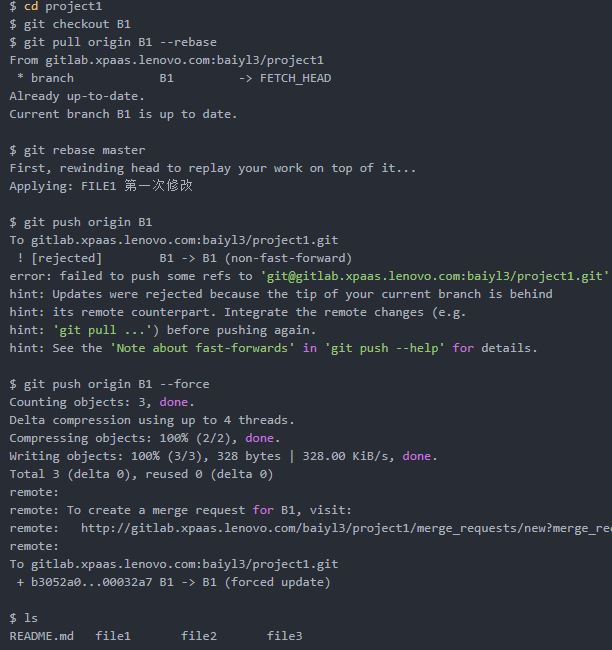 $ cd project1
$ git checkout B1
$ git pull origin B1 --rebase
From gitlab.xpaas.lenovo.com:baiyl3/project1
 * branch            B1         -> FETCH_HEAD
Already up-to-date.
Current branch B1 is up to date.
$ git rebase master
First, rewinding head to replay your work on top of it...
Applying: FILE1 第一次修改
$ git push origin B1
To gitlab.xpaas.lenovo.com:baiyl3/project1.git
 ! [rejected]        B1 -> B1 (non-fast-forward)
error: failed to push some refs to 'git@gitlab.xpaas.lenovo.com:baiyl3/project1.git'
hint: Updates were rejected because the tip of your current branch is behind
hint: its remote counterpart. Integrate the remote changes (e.g.
hint: 'git pull ...') before pushing again.
hint: See the 'Note about fast-forwards' in 'git push --help' for details.
$ git push origin B1 --force
Counting objects: 3, done.
Delta compression using up to 4 threads.
Compressing objects: 100% (2/2), done.
Writing objects: 100% (3/3), 328 bytes | 328.00 KiB/s, done.
Total 3 (delta 0), reused 0 (delta 0)
remote:
remote: To create a merge request for B1, visit:
remote:   http://gitlab.xpaas.lenovo.com/baiyl3/project1/merge_requests/new?merge_re
remote:
To gitlab.xpaas.lenovo.com:baiyl3/project1.git
 + b3052a0...00032a7 B1 -> B1 (forced update)
$ ls
README.md   file1       file2       file3